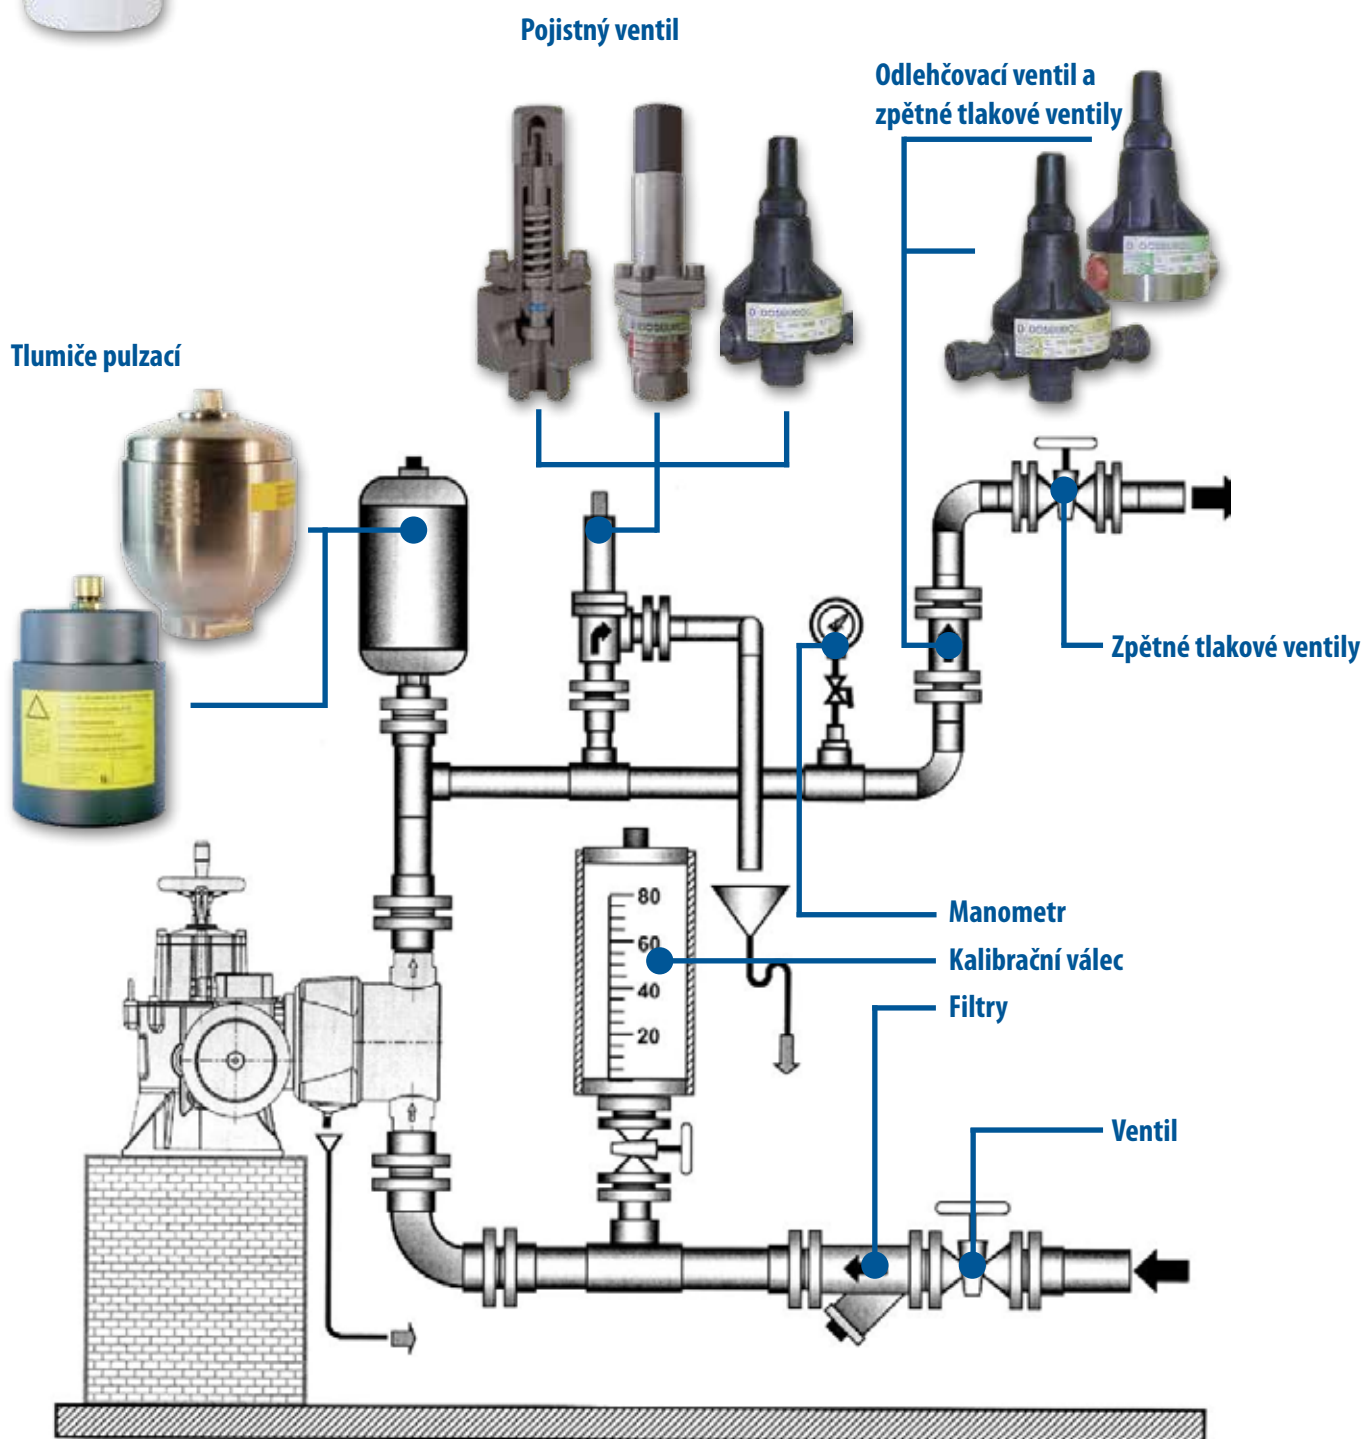 Pojistný ventil
Odlehčovací ventil a
zpětné tlakové ventily
Tlumiče pulzací
Zpětné tlakové ventily
80
60
40
20
Manometr
Kalibrační válec
Filtry
Ventil